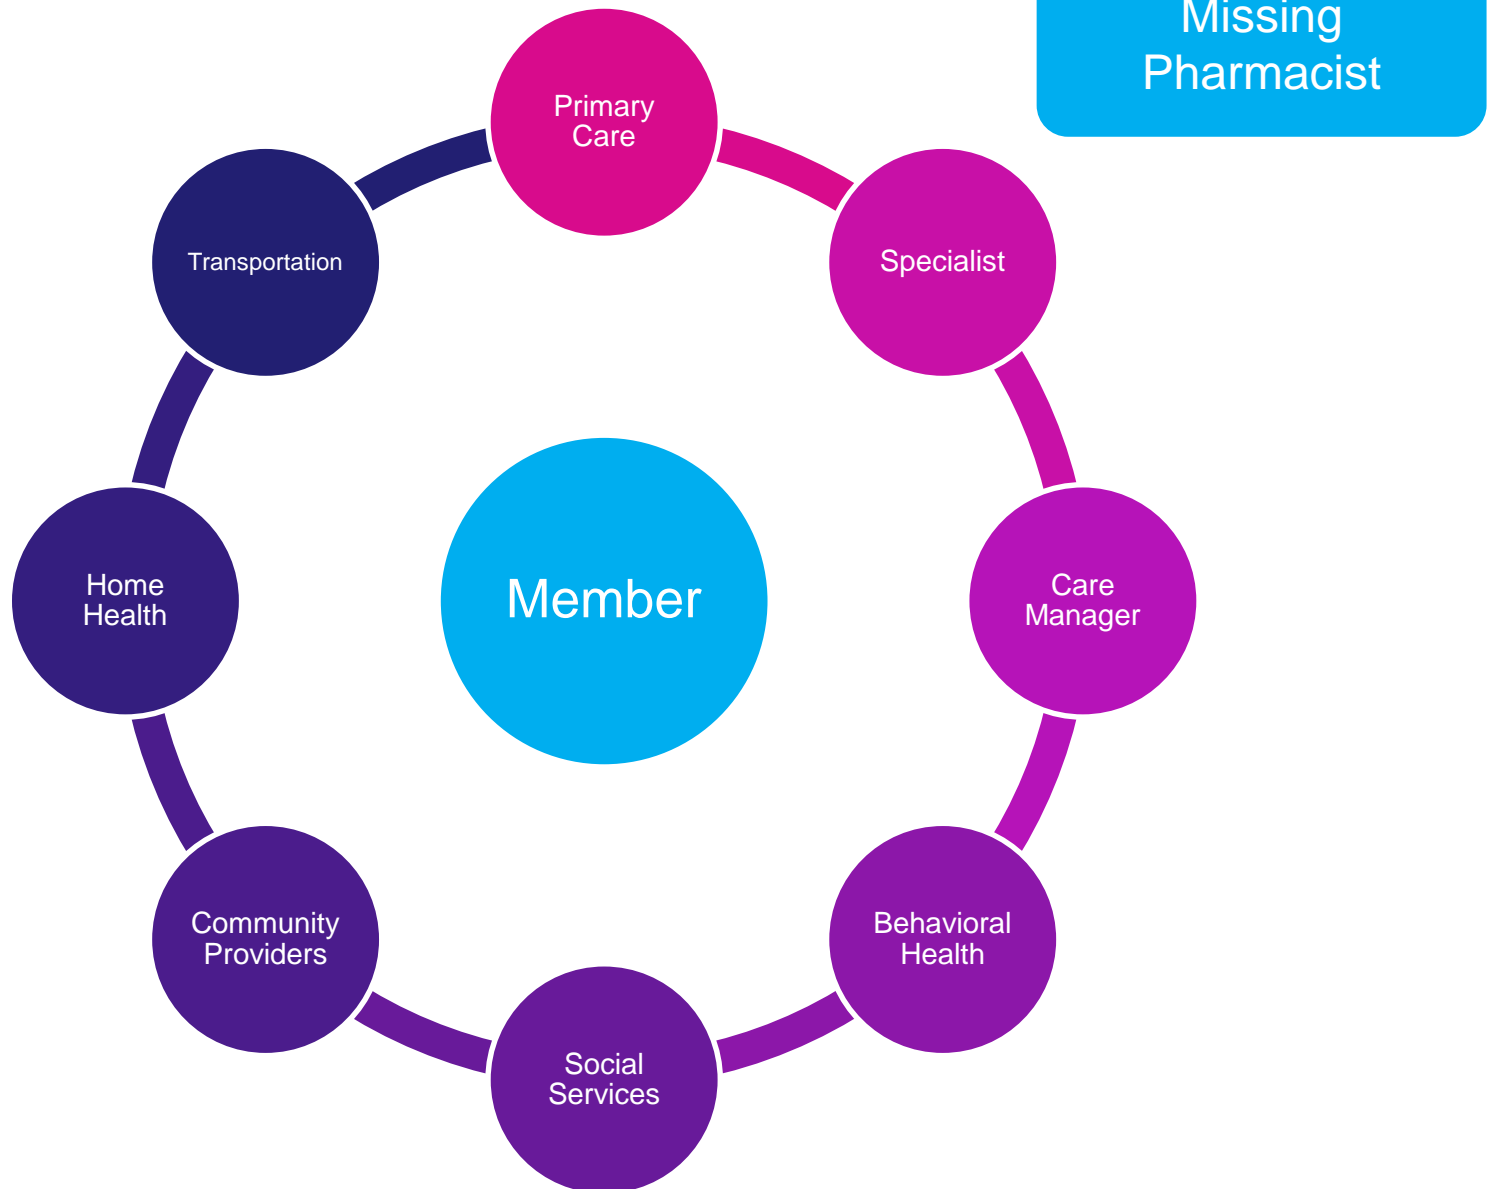 Missing
Pharmacist
Primary
Care
Specialist
Transportation
Member
Care
Manager
Home
Health
Behavioral
Health
Community
Providers
Social
Services